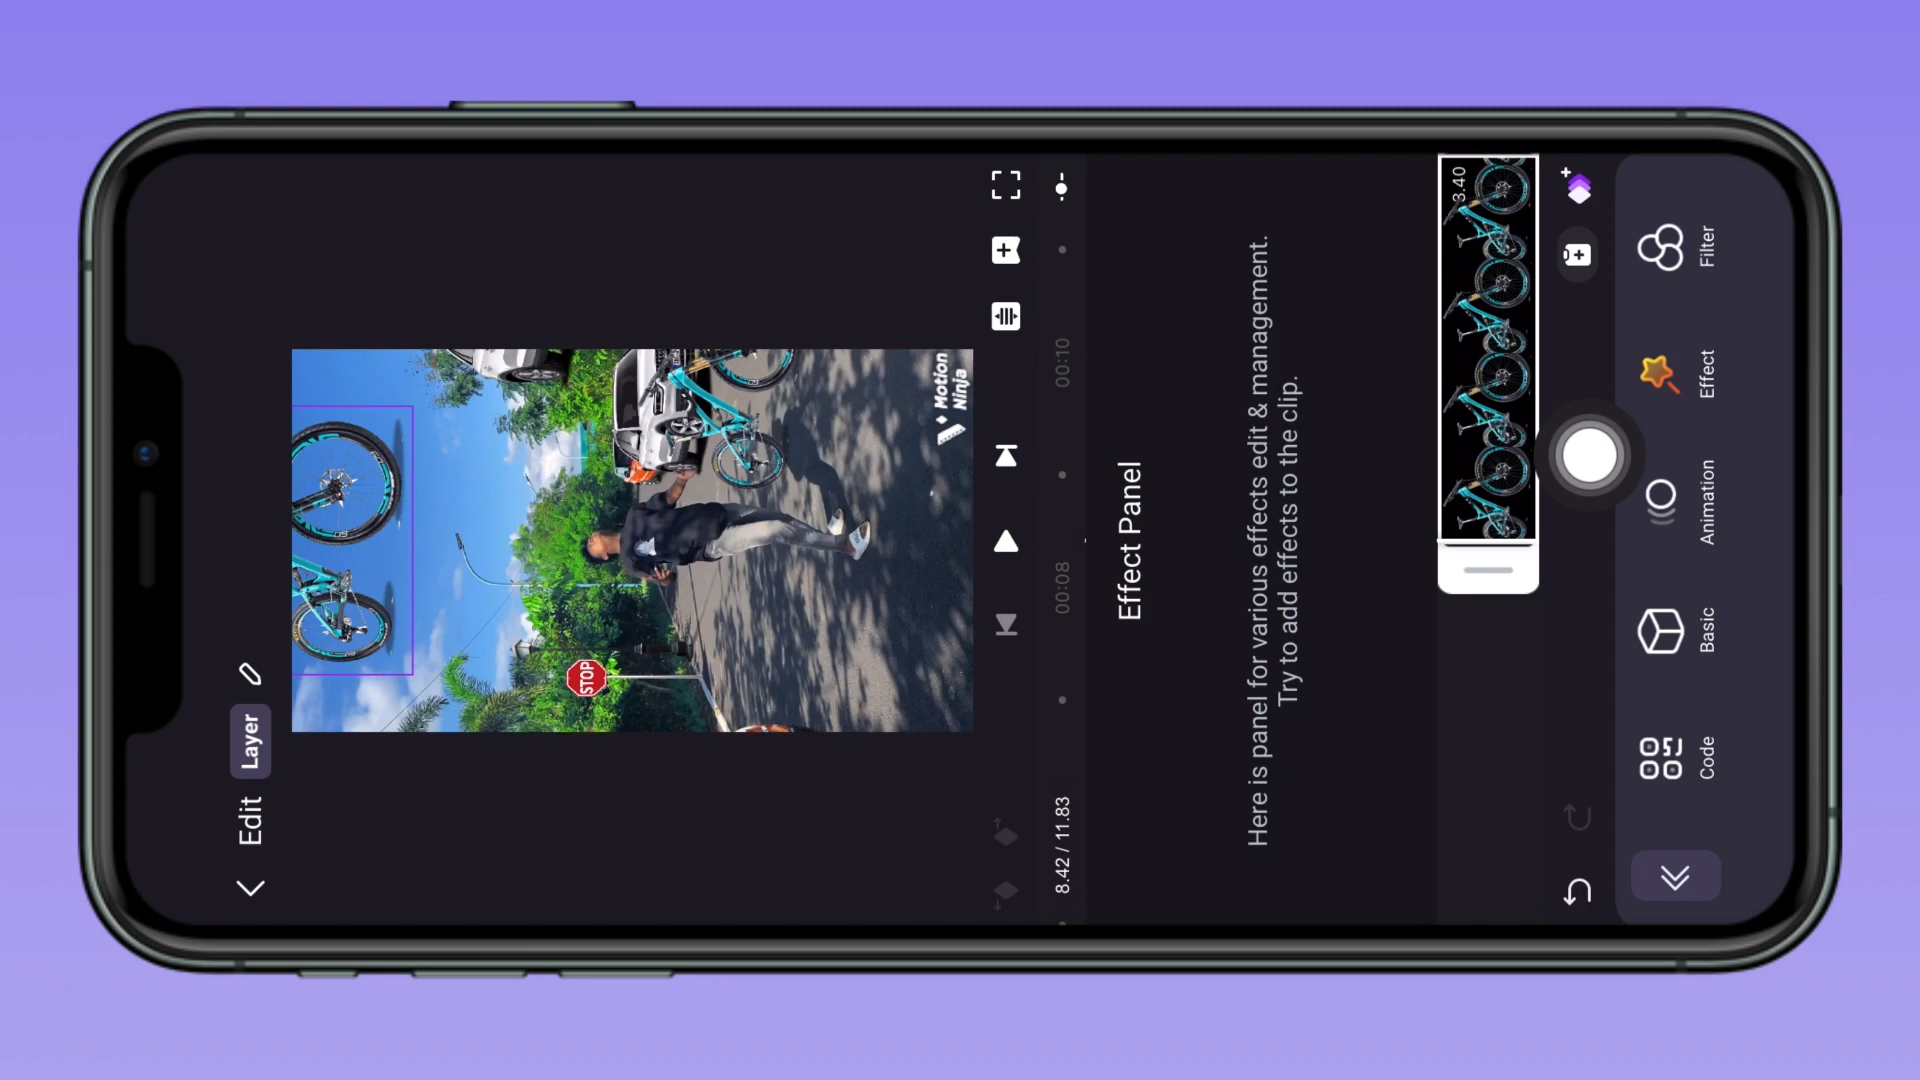 Edit Layer
STOP
Motion
Ninja
8.42 / 11.83
00:08
00:10
Effect Panel
Here is panel for various effects edit & management.
Try to add effects to the clip.
3.40
Code
Basic
Animation
Effect
Filter